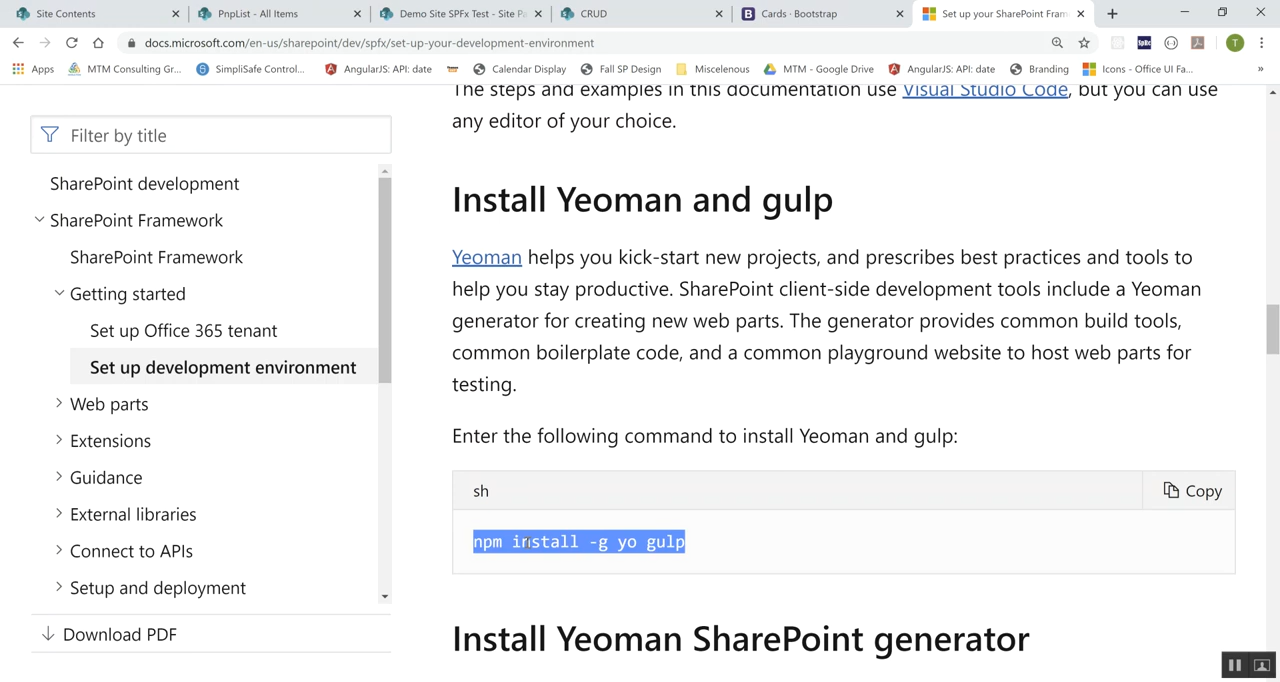 Site Contents
PnpList - All Items
Demo Site SPFx Test - Site Pa
CRUD
Cards · Bootstrap
Set up your SharePoint Fram
docs.microsoft.com/en-us/sharepoint/dev/spfx/set-up-your-development-environment
SpRc
T
Apps
MTM Consulting Gr...
SimpliSafe Control...
AngularJS: API: date
Calendar Display
Fall SP Design
Miscelenous
MTM - Google Drive
AngularJS: API: date
Branding
Icons - Office UI Fa...
»
Filter by title
SharePoint development
SharePoint Framework
SharePoint Framework
Getting started
Set up Office 365 tenant
Set up development environment
Web parts
Extensions
Guidance
External libraries
Connect to APIs
Setup and deployment
Download PDF
The steps and examples in this documentation use Visual Studio Code, but you can use
any editor of your choice.
Install Yeoman and gulp
Yeoman helps you kick-start new projects, and prescribes best practices and tools to
help you stay productive. SharePoint client-side development tools include a Yeoman
generator for creating new web parts. The generator provides common build tools,
common boilerplate code, and a common playground website to host web parts for
testing.
Enter the following command to install Yeoman and gulp:
sh
Copy
npm install -g yo gulp
Install Yeoman SharePoint generator